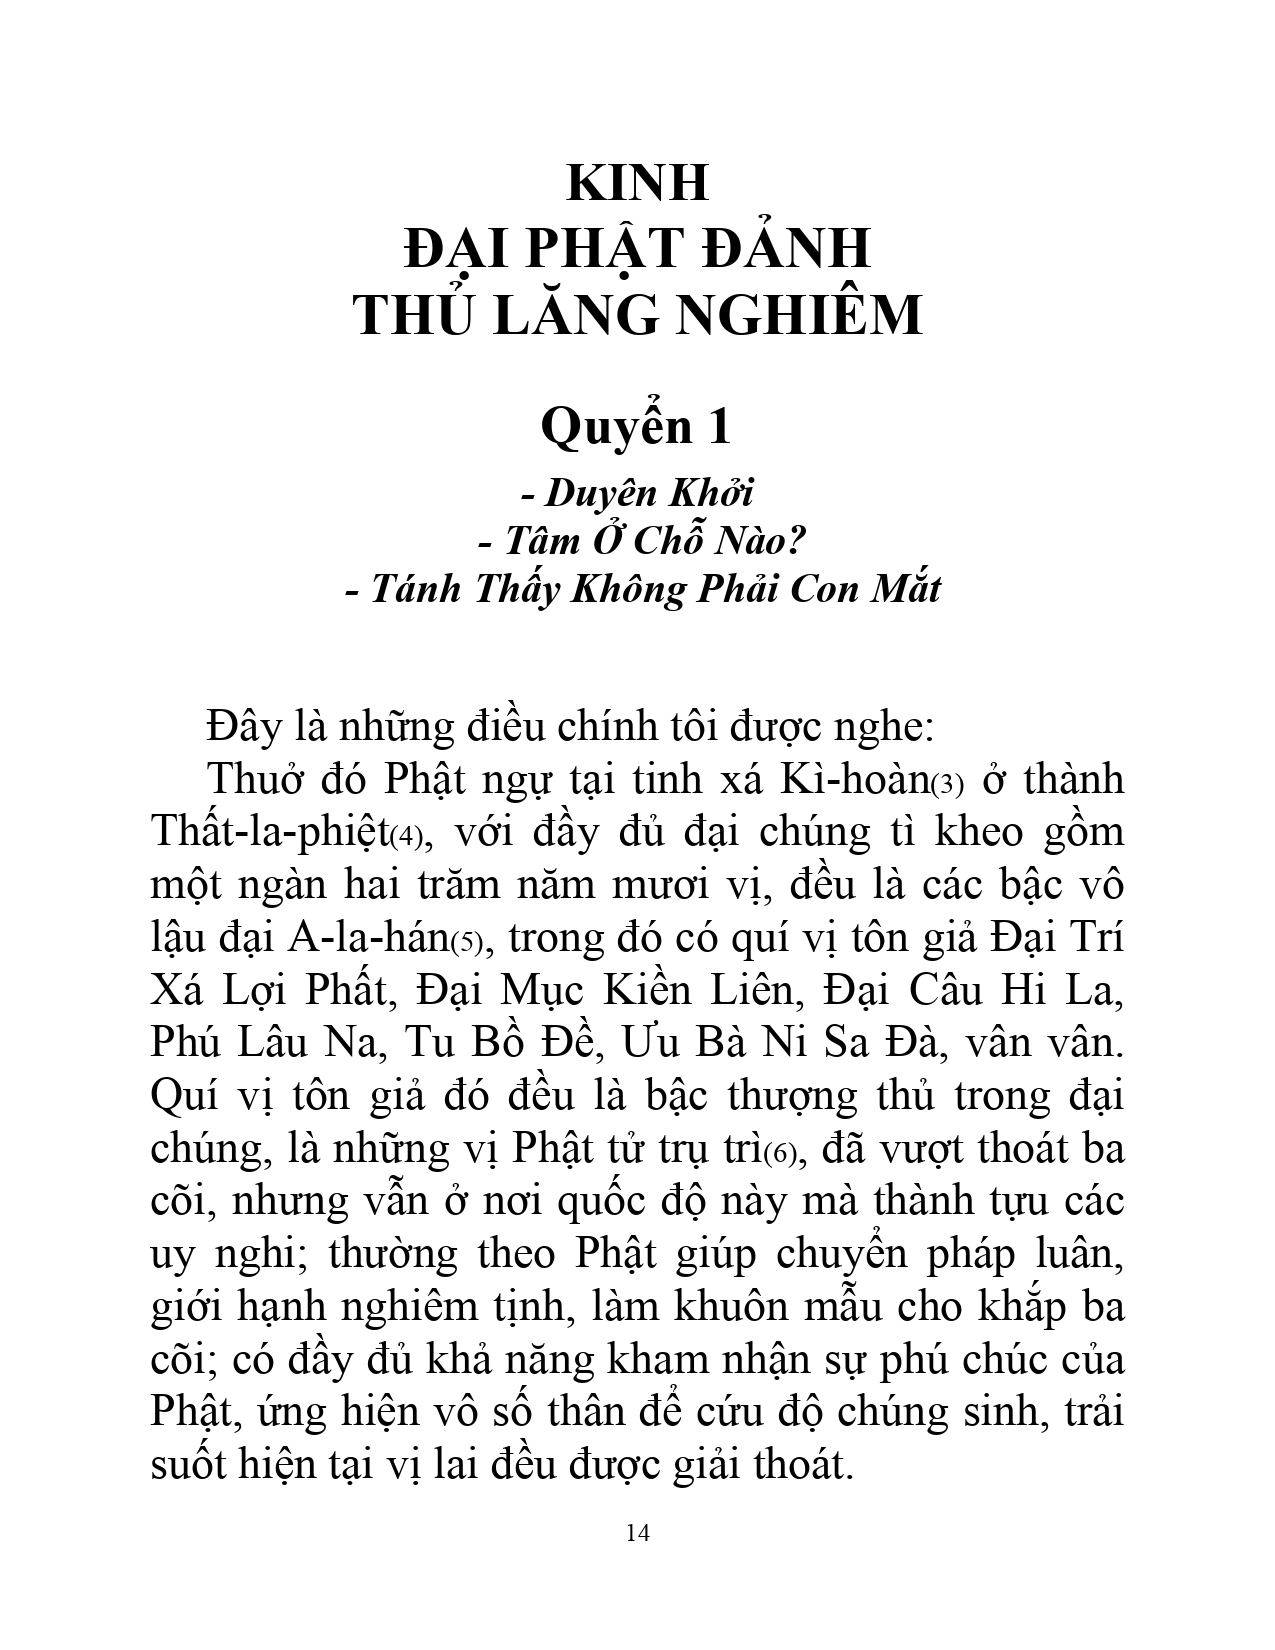 KINH
ĐẠI PHẬT ĐẢNH
THỦ LĂNG NGHIÊM
Quyển 1
- Duyên Khởi
- Tâm Ở Chỗ Nào?
- Tánh Thấy Không Phải Con Mắt
Đây là những điều chính tôi được nghe:
Thuở đó Phật ngự tại tinh xá Kì-hoàn(3) ở thành
Thất-la-phiệt(4), với đầy đủ đại chúng tì kheo gồm
một ngàn hai trăm năm mươi vị, đều là các bậc vô
lậu đại A-la-hán(5), trong đó có quí vị tôn giả Đại Trí
Xá Lợi Phất, Đại Mục Kiền Liên, Đại Câu Hi La,
Phú Lâu Na, Tu Bồ Đề, Ưu Bà Ni Sa Đà, vân vân.
Quí vị tôn giả đó đều là bậc thượng thủ trong đại
chúng, là những vị Phật tử trụ trì(6), đã vượt thoát ba
cõi, nhưng vẫn ở nơi quốc độ này mà thành tựu các
uy nghi; thường theo Phật giúp chuyển pháp luân,
giới hạnh nghiêm tịnh, làm khuôn mẫu cho khắp ba
cõi; có đầy đủ khả năng kham nhận sự phú chúc của
Phật, ứng hiện vô số thân để cứu độ chúng sinh, trải
suốt hiện tại vị lai đều được giải thoát.
14